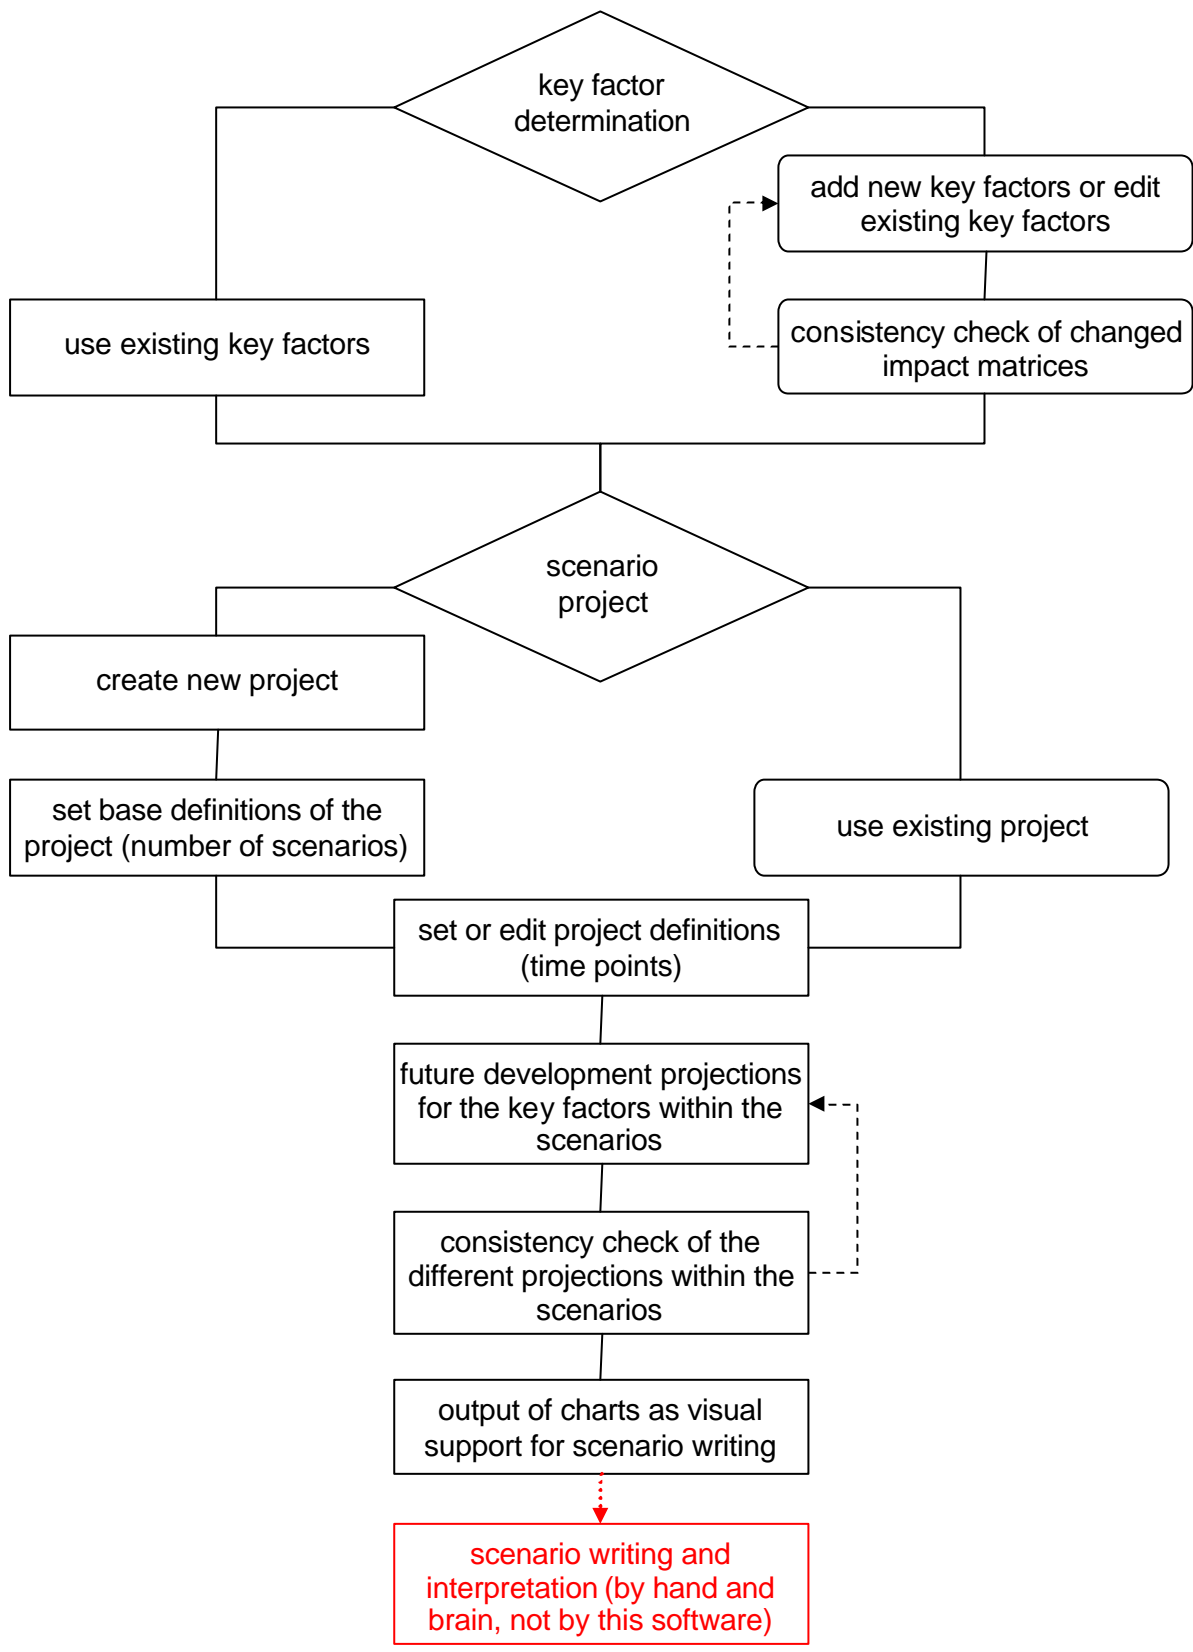 key factor
determination
add new key factors or edit
existing key factors
use existing key factors
consistency check of changed
impact matrices
scenario
project
create new project
set base definitions of the
project (number of scenarios)
use existing project
set or edit project definitions
(time points)
future development projections
for the key factors within the
scenarios
consistency check of the
different projections within the
scenarios
output of charts as visual
support for scenario writing
scenario writing and
interpretation (by hand and
brain, not by this software)